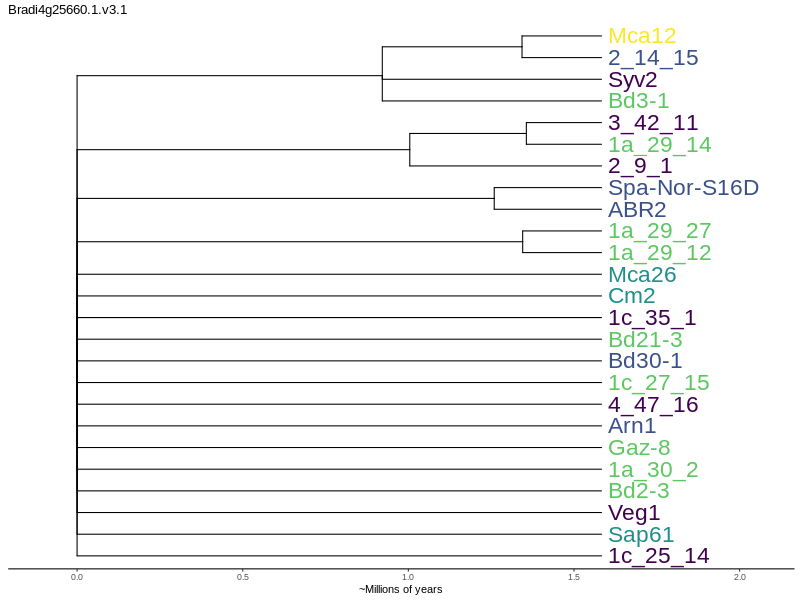 Bradi4g25660.1.v3.1
Mca12
2_14_15
Syv2
Bd3-1
3_42_11
1a_29_14
2_9_1
Spa-Nor-S16D
ABR2
1a_29_27
1a_29_12
Mca26
Cm2
1c_35_1
Bd21-3
Bd30-1
1c_27_15
4_47_16
Arn1
Gaz-8
1a_30_2
Bd2-3
Veg1
Sap61
1c_25_14
0.0 0.5 1.0 1.5 2.0
~Millions of years